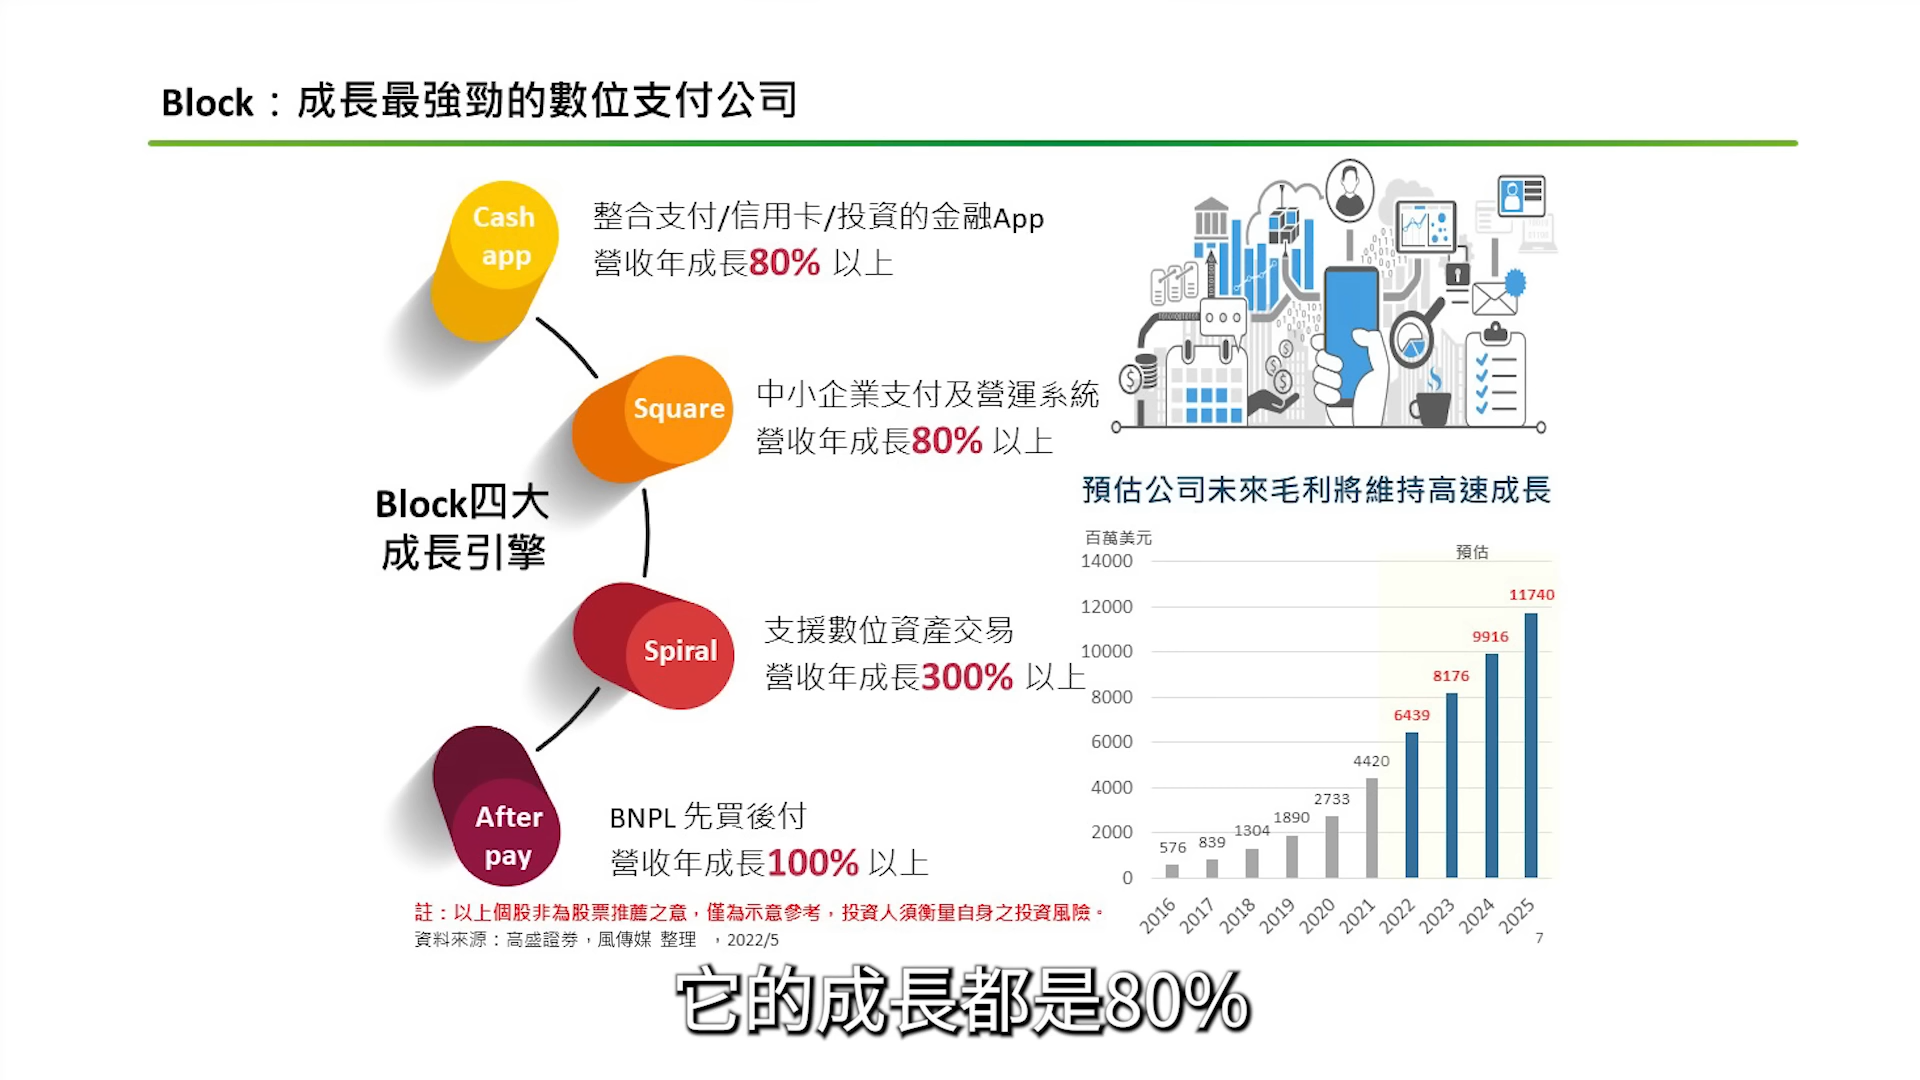 Block：成長最強勁的數位支付公司
Cash
app
整合支付/信用卡/投資的金融App
營收年成長80% 以上
Square
中小企業支付及營運系統
營收年成長80% 以上
Block四大
成長引擎
Spiral
支援數位資產交易
營收年成長300% 以上
After
pay
BNPL 先買後付
營收年成長100% 以上
預估公司未來毛利將維持高速成長
百萬美元
預估
14000
12000
10000
8000
6000
4000
2000
0
576
839
1304
1890
2733
4420
6439
8176
9916
11740
2016
2017
2018
2019
2020
2021
2022
2023
2024
2025
註：以上個股非為股票推薦之意，僅為示意參考，投資人須衡量自身之投資風險。
資料來源：高盛證券，風傳媒 整理 ，2022/5
7
它的成長都是80%